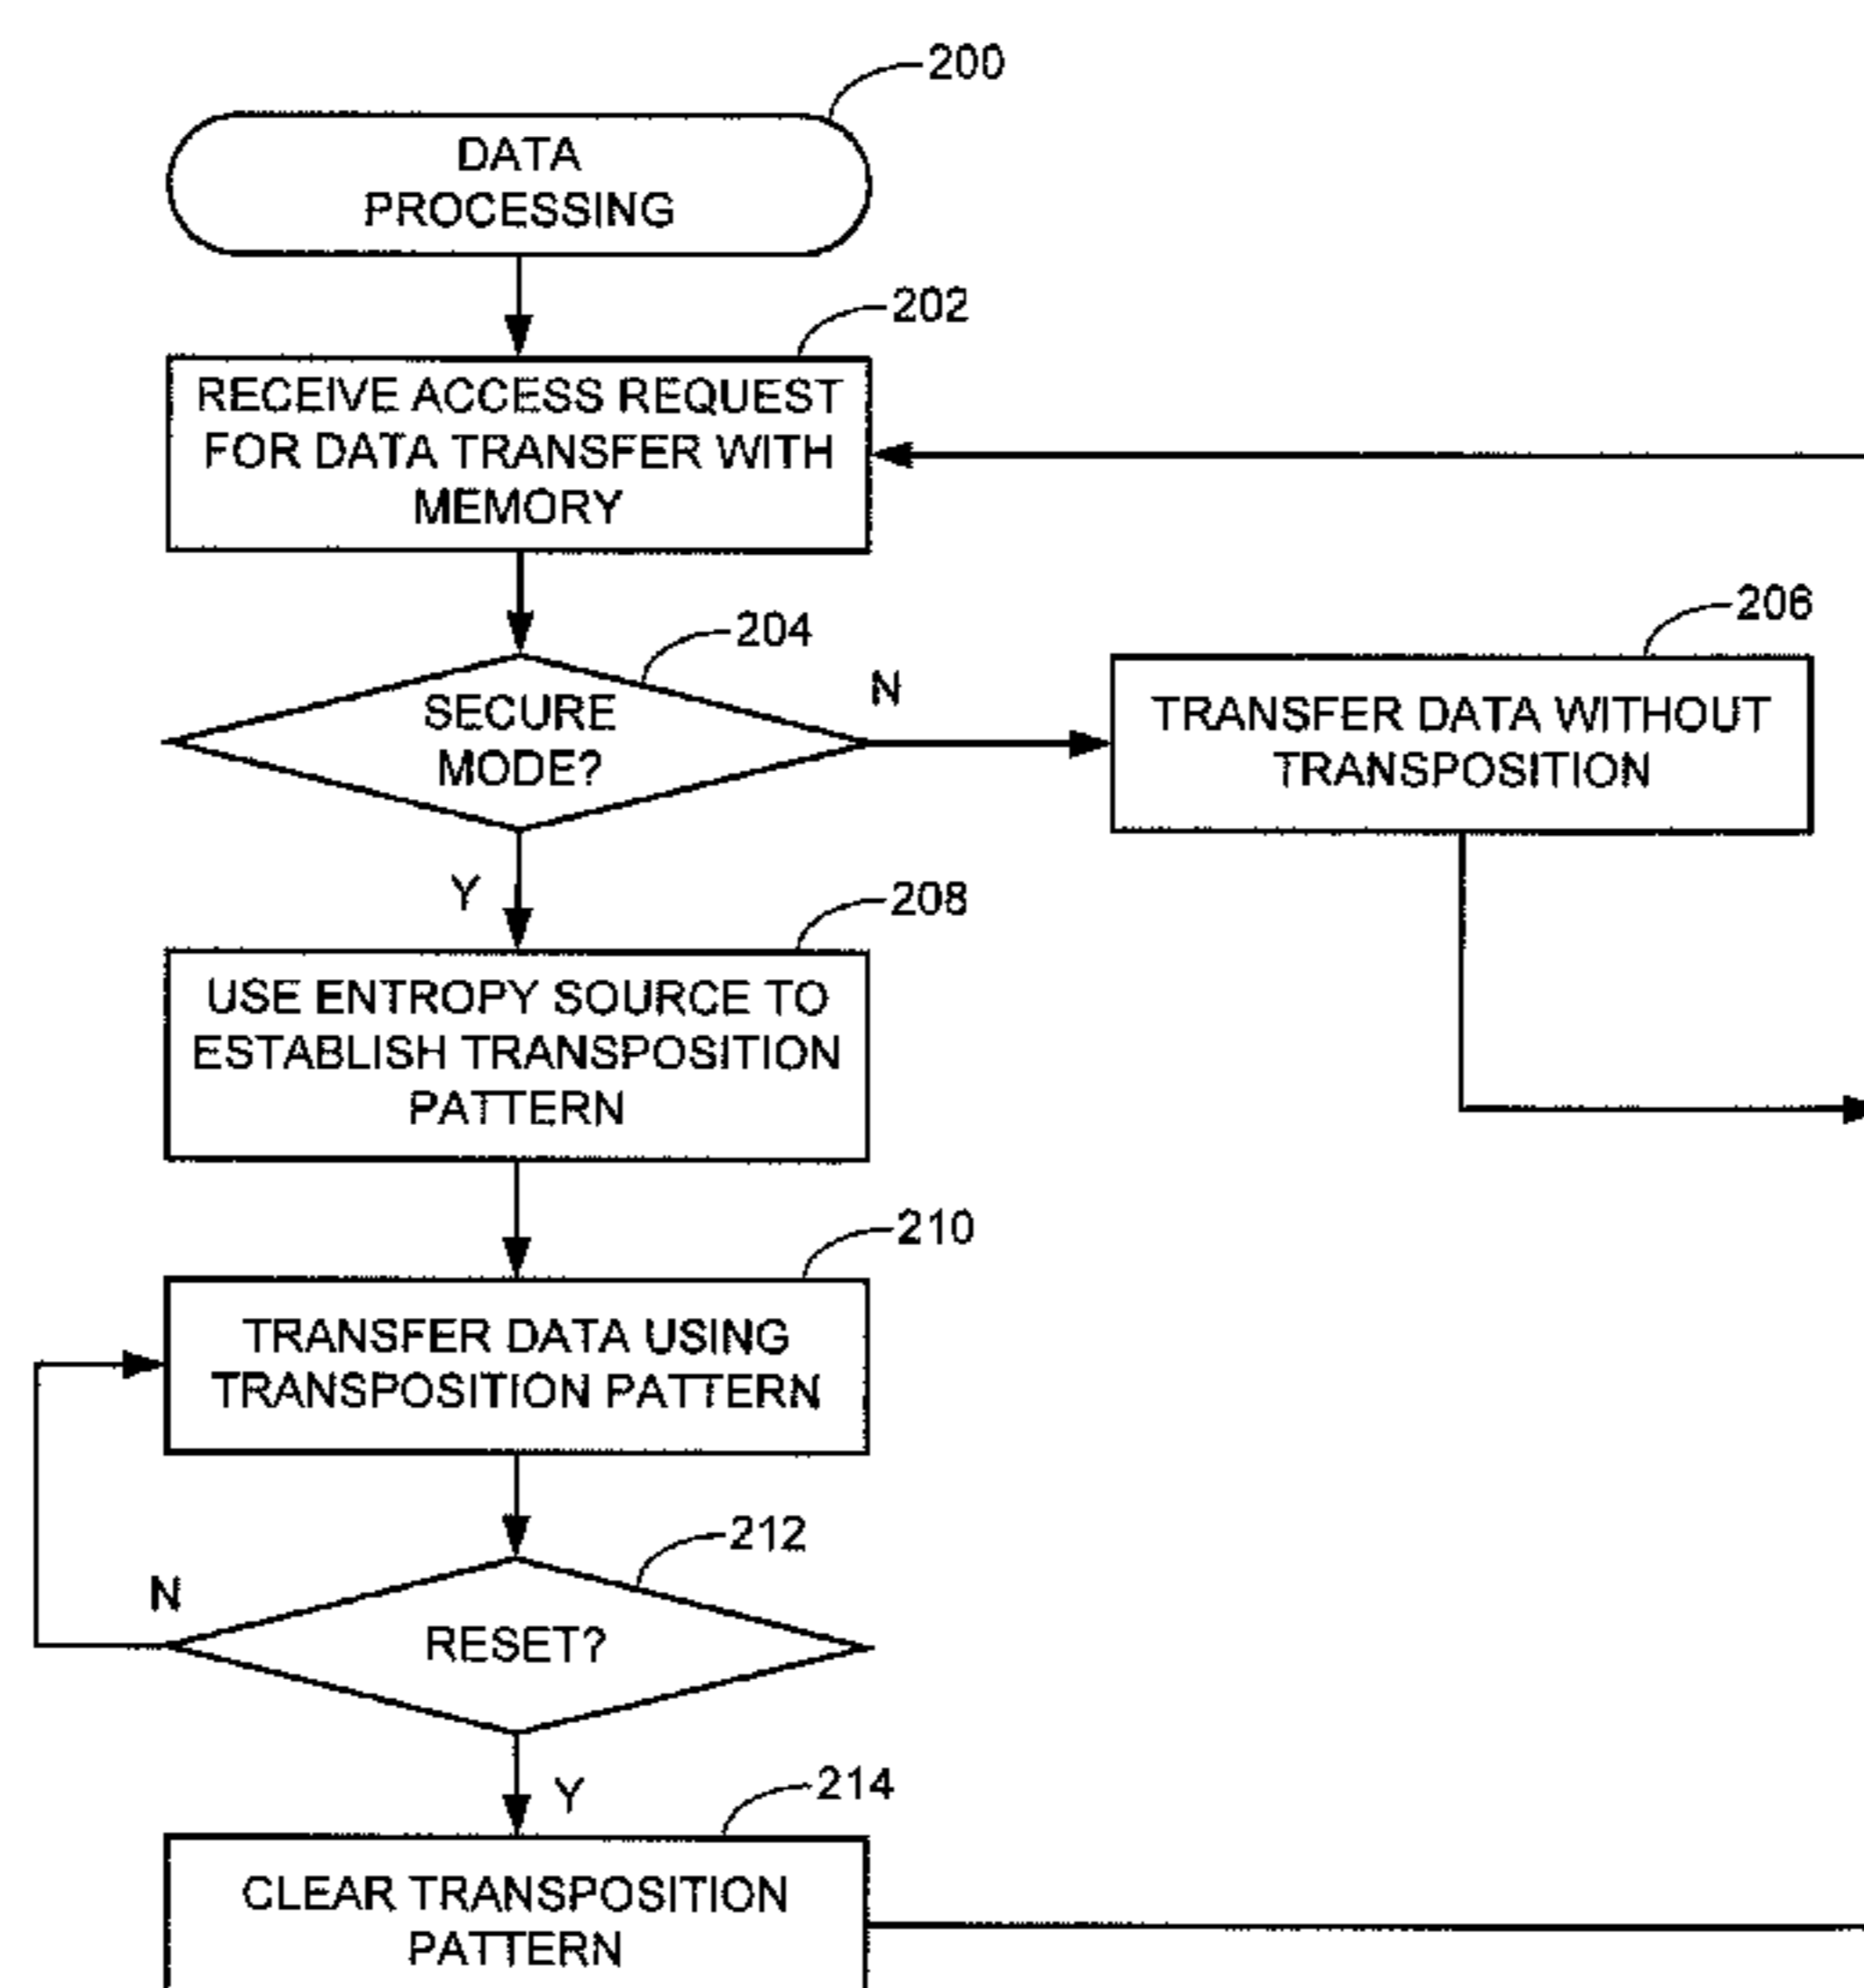 200
DATA
PROCESSING
202
RECEIVE ACCESS REQUEST
FOR DATA TRANSFER WITH
MEMORY
204
SECURE
MODE?
N
206
TRANSFER DATA WITHOUT
TRANSPOSITION
Y
208
USE ENTROPY SOURCE TO
ESTABLISH TRANSPOSITION
PATTERN
210
TRANSFER DATA USING
TRANSPOSITION PATTERN
212
N
RESET?
Y
214
CLEAR TRANSPOSITION
PATTERN